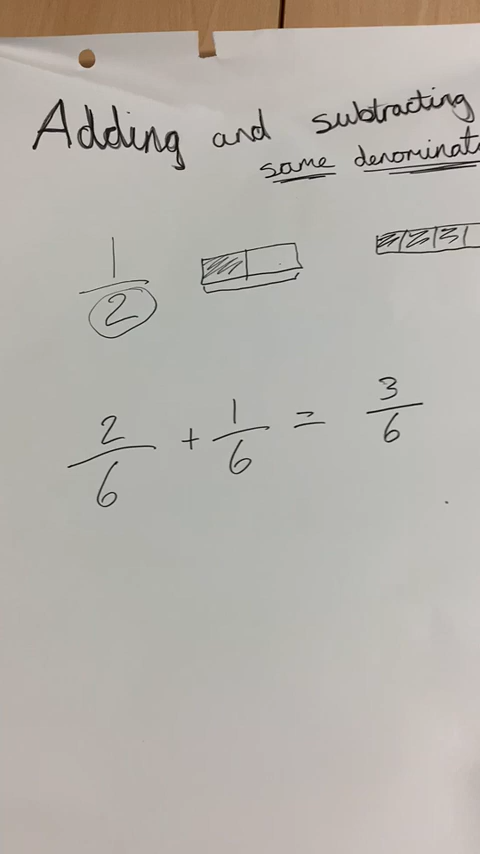 Adding and subtracting
same denominat
1/2
2/6 + 1/6 = 3/6